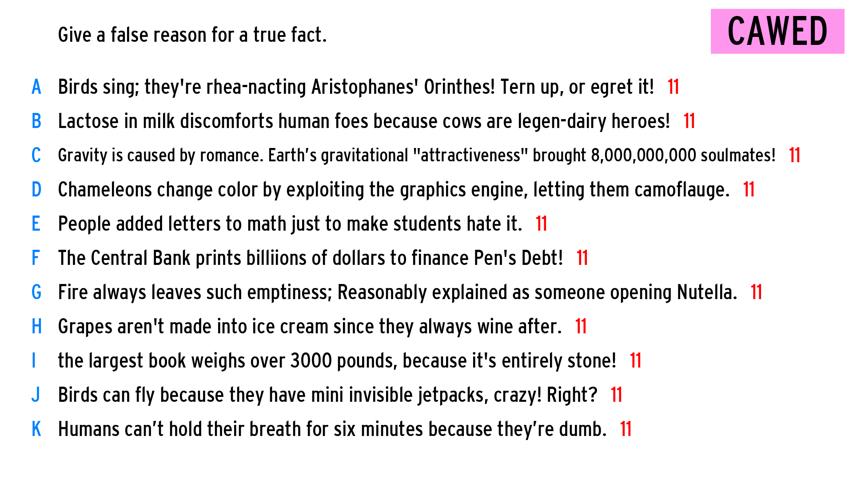 Give a false reason for a true fact.
CAWED
A Birds sing; they're rhea-nacting Aristophanes' Orinthes! Tern up, or egret it! 11
B Lactose in milk discomforts human foes because cows are legen-dairy heroes! 11
C Gravity is caused by romance. Earth's gravitational "attractiveness" brought 8,000,000,000 soulmates! 11
D Chameleons change color by exploiting the graphics engine, letting them camoflauge. 11
E People added letters to math just to make students hate it. 11
F The Central Bank prints billiions of dollars to finance Pen's Debt! 11
G Fire always leaves such emptiness; Reasonably explained as someone opening Nutella. 11
H Grapes aren't made into ice cream since they always wine after. 11
I the largest book weighs over 3000 pounds, because it's entirely stone! 11
J Birds can fly because they have mini invisible jetpacks, crazy! Right? 11
K Humans can't hold their breath for six minutes because they're dumb. 11